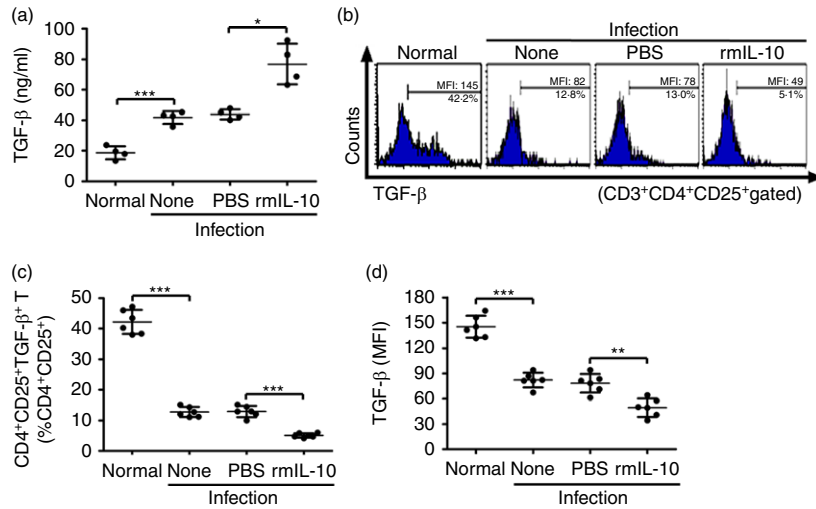 (a)
TGF-β (ng/ml)
100
80
60
40
20
0
***
*
Normal None PBS rmIL-10
Infection
(b)
Infection
Normal None PBS rmIL-10
Counts
MFI: 145
42·2%
MFI: 82
12·8%
MFI: 78
13·0%
MFI: 49
5·1%
TGF-β (CD3⁺CD4⁺CD25⁺gated)
(c)
CD4⁺CD25⁺TGF-β⁺ T
(%CD4⁺CD25⁺)
50
40
30
20
10
0
***
***
Normal None PBS rmIL-10
Infection
(d)
TGF-β (MFI)
180
150
120
90
60
30
0
***
**
Normal None PBS rmIL-10
Infection